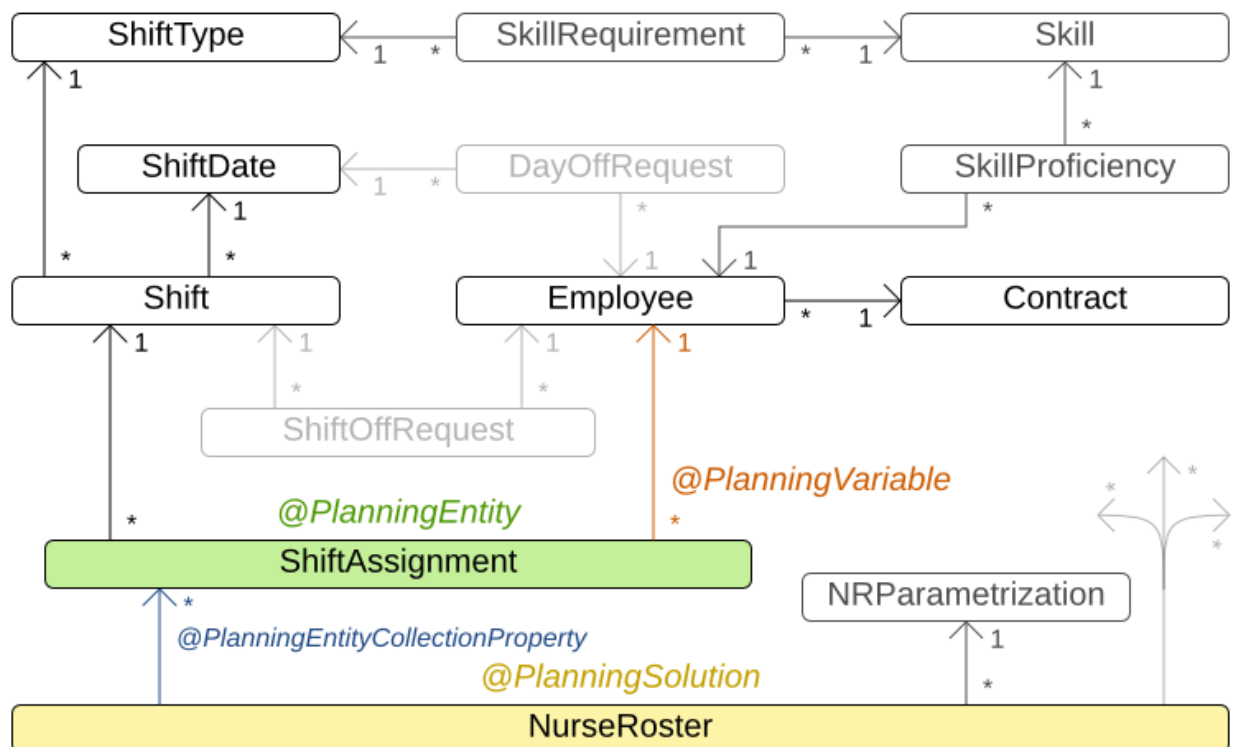 ShiftType
SkillRequirement
Skill
1
*
*
1
1
1
*
ShiftDate
DayOffRequest
SkillProficiency
1
*
1
*
*
*
*
1
1
Shift
Employee
Contract
*
1
1
1
1
1
*
*
ShiftOffRequest
@PlanningVariable
*
*
@PlanningEntity
*
*
*
ShiftAssignment
NRParametrization
*
@PlanningEntityCollectionProperty
1
@PlanningSolution
*
NurseRoster